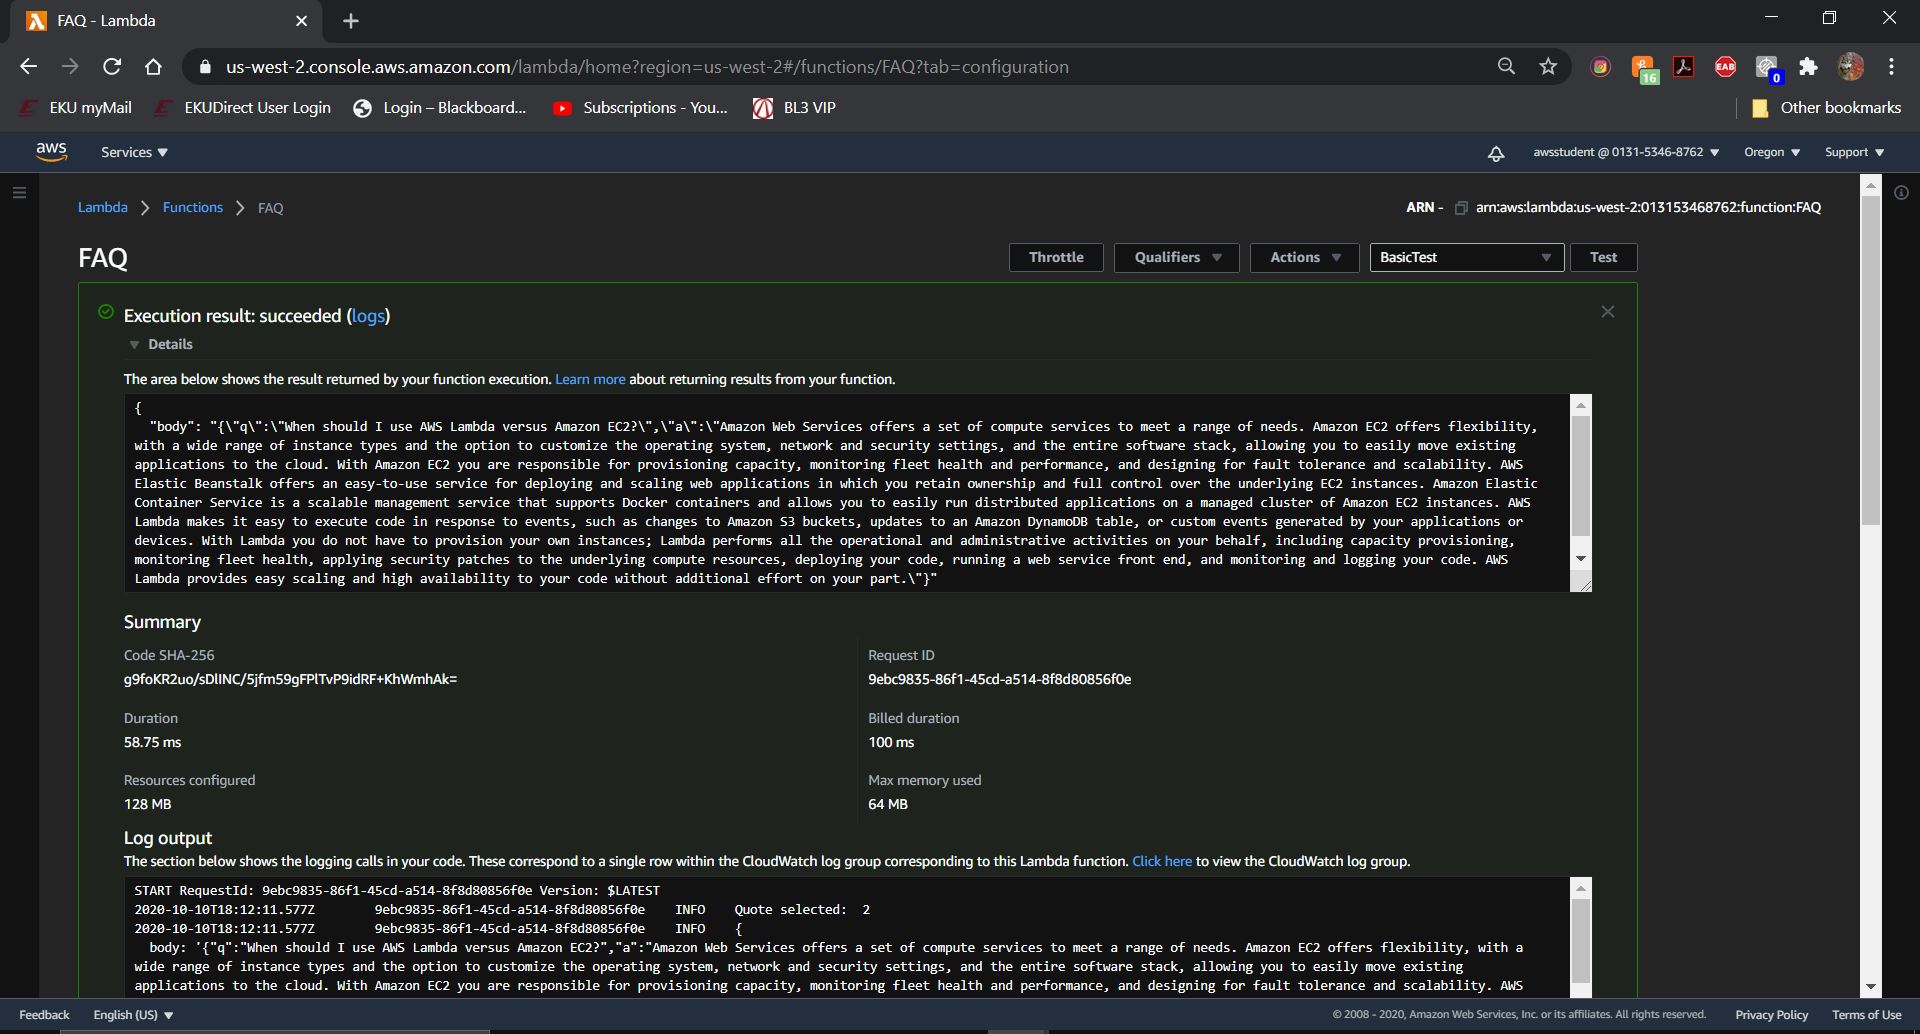 FAQ - Lambda
us-west-2.console.aws.amazon.com/lambda/home?region=us-west-2#/functions/FAQ?tab=configuration
16
EAB
0
EKU myMail
EKUDirect User Login
Login – Blackboard...
Subscriptions - You...
BL3 VIP
Other bookmarks
aws
Services
awsstudent @ 0131-5346-8762
Oregon
Support
Lambda
Functions
FAQ
ARN - arn:aws:lambda:us-west-2:013153468762:function:FAQ
FAQ
Throttle
Qualifiers
Actions
BasicTest
Test
Execution result: succeeded (logs)
Details
The area below shows the result returned by your function execution. Learn more about returning results from your function.
{
"body": "{\"q\":\"When should I use AWS Lambda versus Amazon EC2?\",\"a\":\"Amazon Web Services offers a set of compute services to meet a range of needs. Amazon EC2 offers flexibility,
with a wide range of instance types and the option to customize the operating system, network and security settings, and the entire software stack, allowing you to easily move existing
applications to the cloud. With Amazon EC2 you are responsible for provisioning capacity, monitoring fleet health and performance, and designing for fault tolerance and scalability. AWS
Elastic Beanstalk offers an easy-to-use service for deploying and scaling web applications in which you retain ownership and full control over the underlying EC2 instances. Amazon Elastic
Container Service is a scalable management service that supports Docker containers and allows you to easily run distributed applications on a managed cluster of Amazon EC2 instances. AWS
Lambda makes it easy to execute code in response to events, such as changes to Amazon S3 buckets, updates to an Amazon DynamoDB table, or custom events generated by your applications or
devices. With Lambda you do not have to provision your own instances; Lambda performs all the operational and administrative activities on your behalf, including capacity provisioning,
monitoring fleet health, applying security patches to the underlying compute resources, deploying your code, running a web service front end, and monitoring and logging your code. AWS
Lambda provides easy scaling and high availability to your code without additional effort on your part.\"}"
Summary
Code SHA-256
g9foKR2uo/sDlINC/5jfm59gFPlTvP9idRF+KhWmhAk=
Request ID
9ebc9835-86f1-45cd-a514-8f8d80856f0e
Duration
58.75 ms
Billed duration
100 ms
Resources configured
128 MB
Max memory used
64 MB
Log output
The section below shows the logging calls in your code. These correspond to a single row within the CloudWatch log group corresponding to this Lambda function. Click here to view the CloudWatch log group.
START RequestId: 9ebc9835-86f1-45cd-a514-8f8d80856f0e Version: $LATEST
2020-10-10T18:12:11.577Z 9ebc9835-86f1-45cd-a514-8f8d80856f0e INFO Quote selected: 2
2020-10-10T18:12:11.577Z 9ebc9835-86f1-45cd-a514-8f8d80856f0e INFO {
body: '{"q":"When should I use AWS Lambda versus Amazon EC2?","a":"Amazon Web Services offers a set of compute services to meet a range of needs. Amazon EC2 offers flexibility, with a
wide range of instance types and the option to customize the operating system, network and security settings, and the entire software stack, allowing you to easily move existing
applications to the cloud. With Amazon EC2 you are responsible for provisioning capacity, monitoring fleet health and performance, and designing for fault tolerance and scalability. AWS
Feedback
English (US)
© 2008 - 2020, Amazon Web Services, Inc. or its affiliates. All rights reserved.
Privacy Policy
Terms of Use